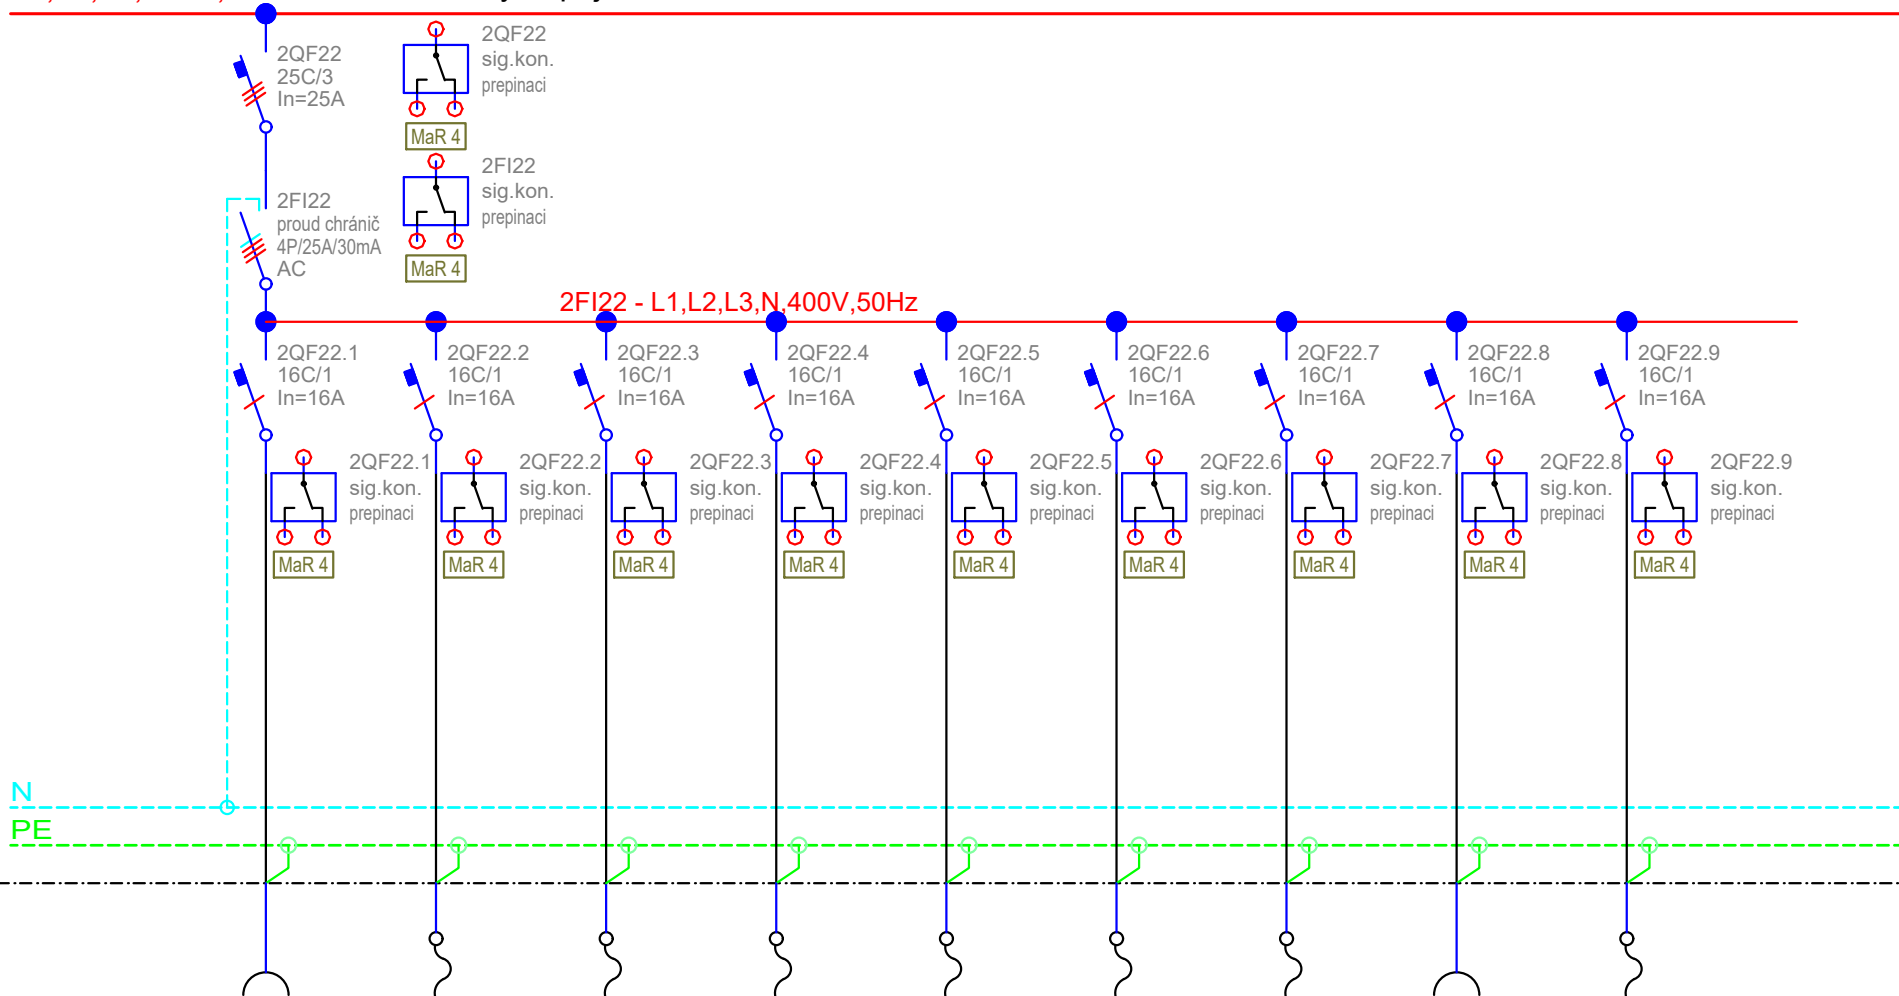 2QF22
25C/3
In=25A
2QF22
sig.kon.
prepinaci
MaR 4
2FI22
proud chránič
4P/25A/30mA
AC
2FI22
sig.kon.
prepinaci
MaR 4
2FI22 - L1,L2,L3,N,400V,50Hz
2QF22.1
16C/1
In=16A
2QF22.2
16C/1
In=16A
2QF22.3
16C/1
In=16A
2QF22.4
16C/1
In=16A
2QF22.5
16C/1
In=16A
2QF22.6
16C/1
In=16A
2QF22.7
16C/1
In=16A
2QF22.8
16C/1
In=16A
2QF22.9
16C/1
In=16A
2QF22.1
sig.kon.
prepinaci
MaR 4
2QF22.2
sig.kon.
prepinaci
MaR 4
2QF22.3
sig.kon.
prepinaci
MaR 4
2QF22.4
sig.kon.
prepinaci
MaR 4
2QF22.5
sig.kon.
prepinaci
MaR 4
2QF22.6
sig.kon.
prepinaci
MaR 4
2QF22.7
sig.kon.
prepinaci
MaR 4
2QF22.8
sig.kon.
prepinaci
MaR 4
2QF22.9
sig.kon.
prepinaci
MaR 4
N
PE